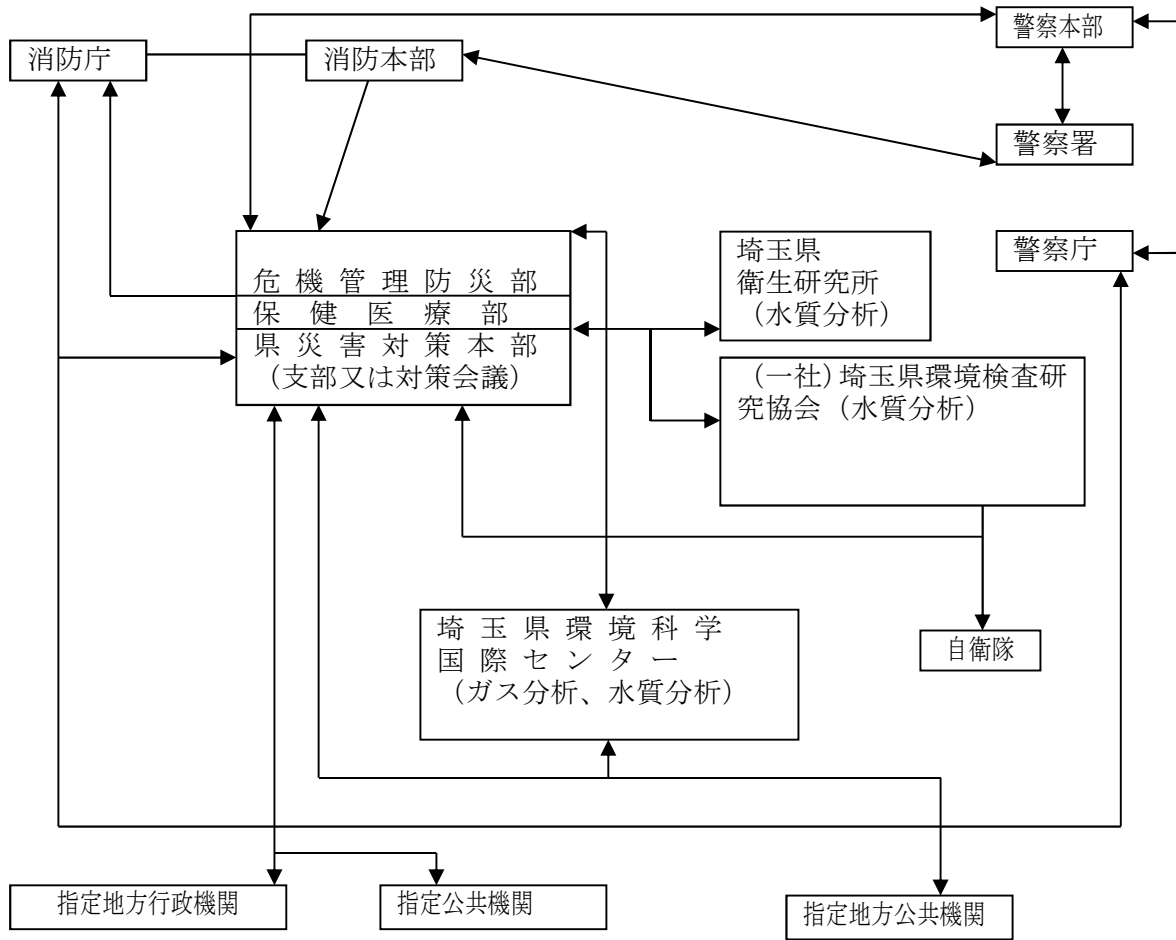 警察本部
消防庁
消防本部
警察署
危機管理防災部
保健医療部
県災害対策本部
（支部又は対策会議）
埼玉県
衛生研究所
（水質分析）
警察庁
（一社）埼玉県環境検査研
究協会（水質分析）
埼玉県環境科学
国際センター
（ガス分析、水質分析）
自衛隊
指定地方行政機関
指定公共機関
指定地方公共機関